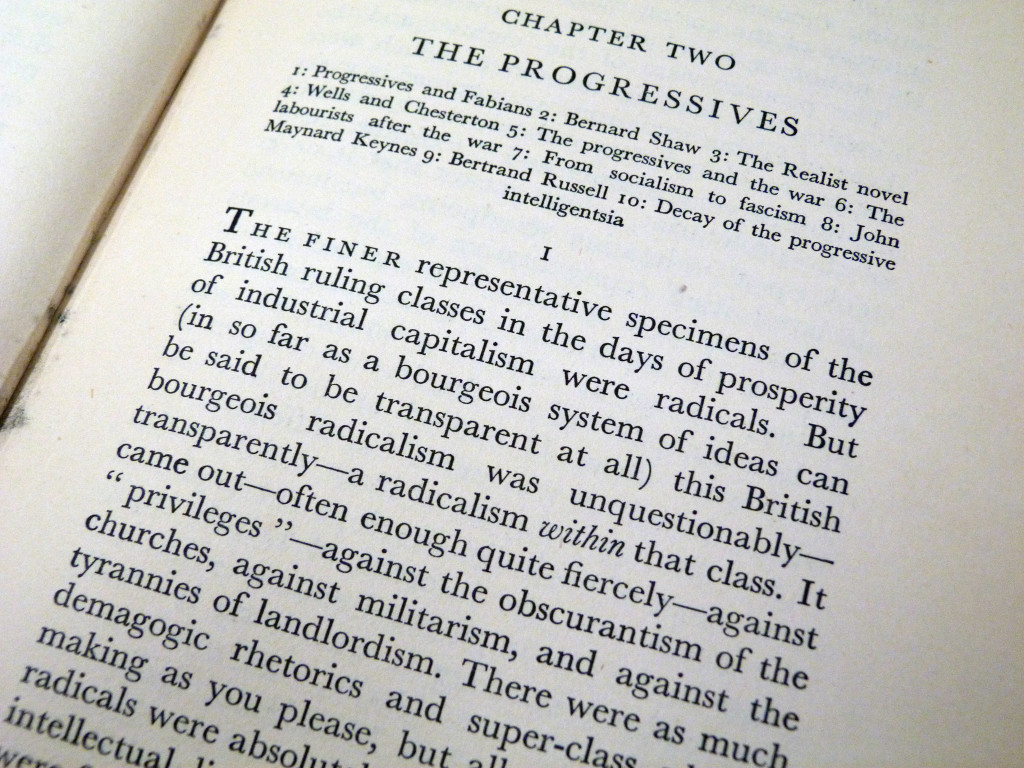 CHAPTER TWO
THE PROGRESSIVES
1: Progressives and Fabians 2: Bernard Shaw 3: The Realist novel
4: Wells and Chesterton 5: The progressives and the war 6: The
labourists after the war 7: From socialism to fascism 8: John
Maynard Keynes 9: Bertrand Russell 10: Decay of the progressive
intelligentsia
I
THE FINER representative specimens of the
British ruling classes in the days of prosperity
of industrial capitalism were radicals. But
(in so far as a bourgeois system of ideas can
be said to be transparent at all) this British
bourgeois radicalism was unquestionably—
transparently—a radicalism within that class. It
came out—often enough quite fiercely—against
“privileges”—against the obscurantism of the
churches, against militarism, and against the
tyrannies of landlordism. There were as much
demagogic rhetorics and super-class
making as you please, but
radicals were
intellectual